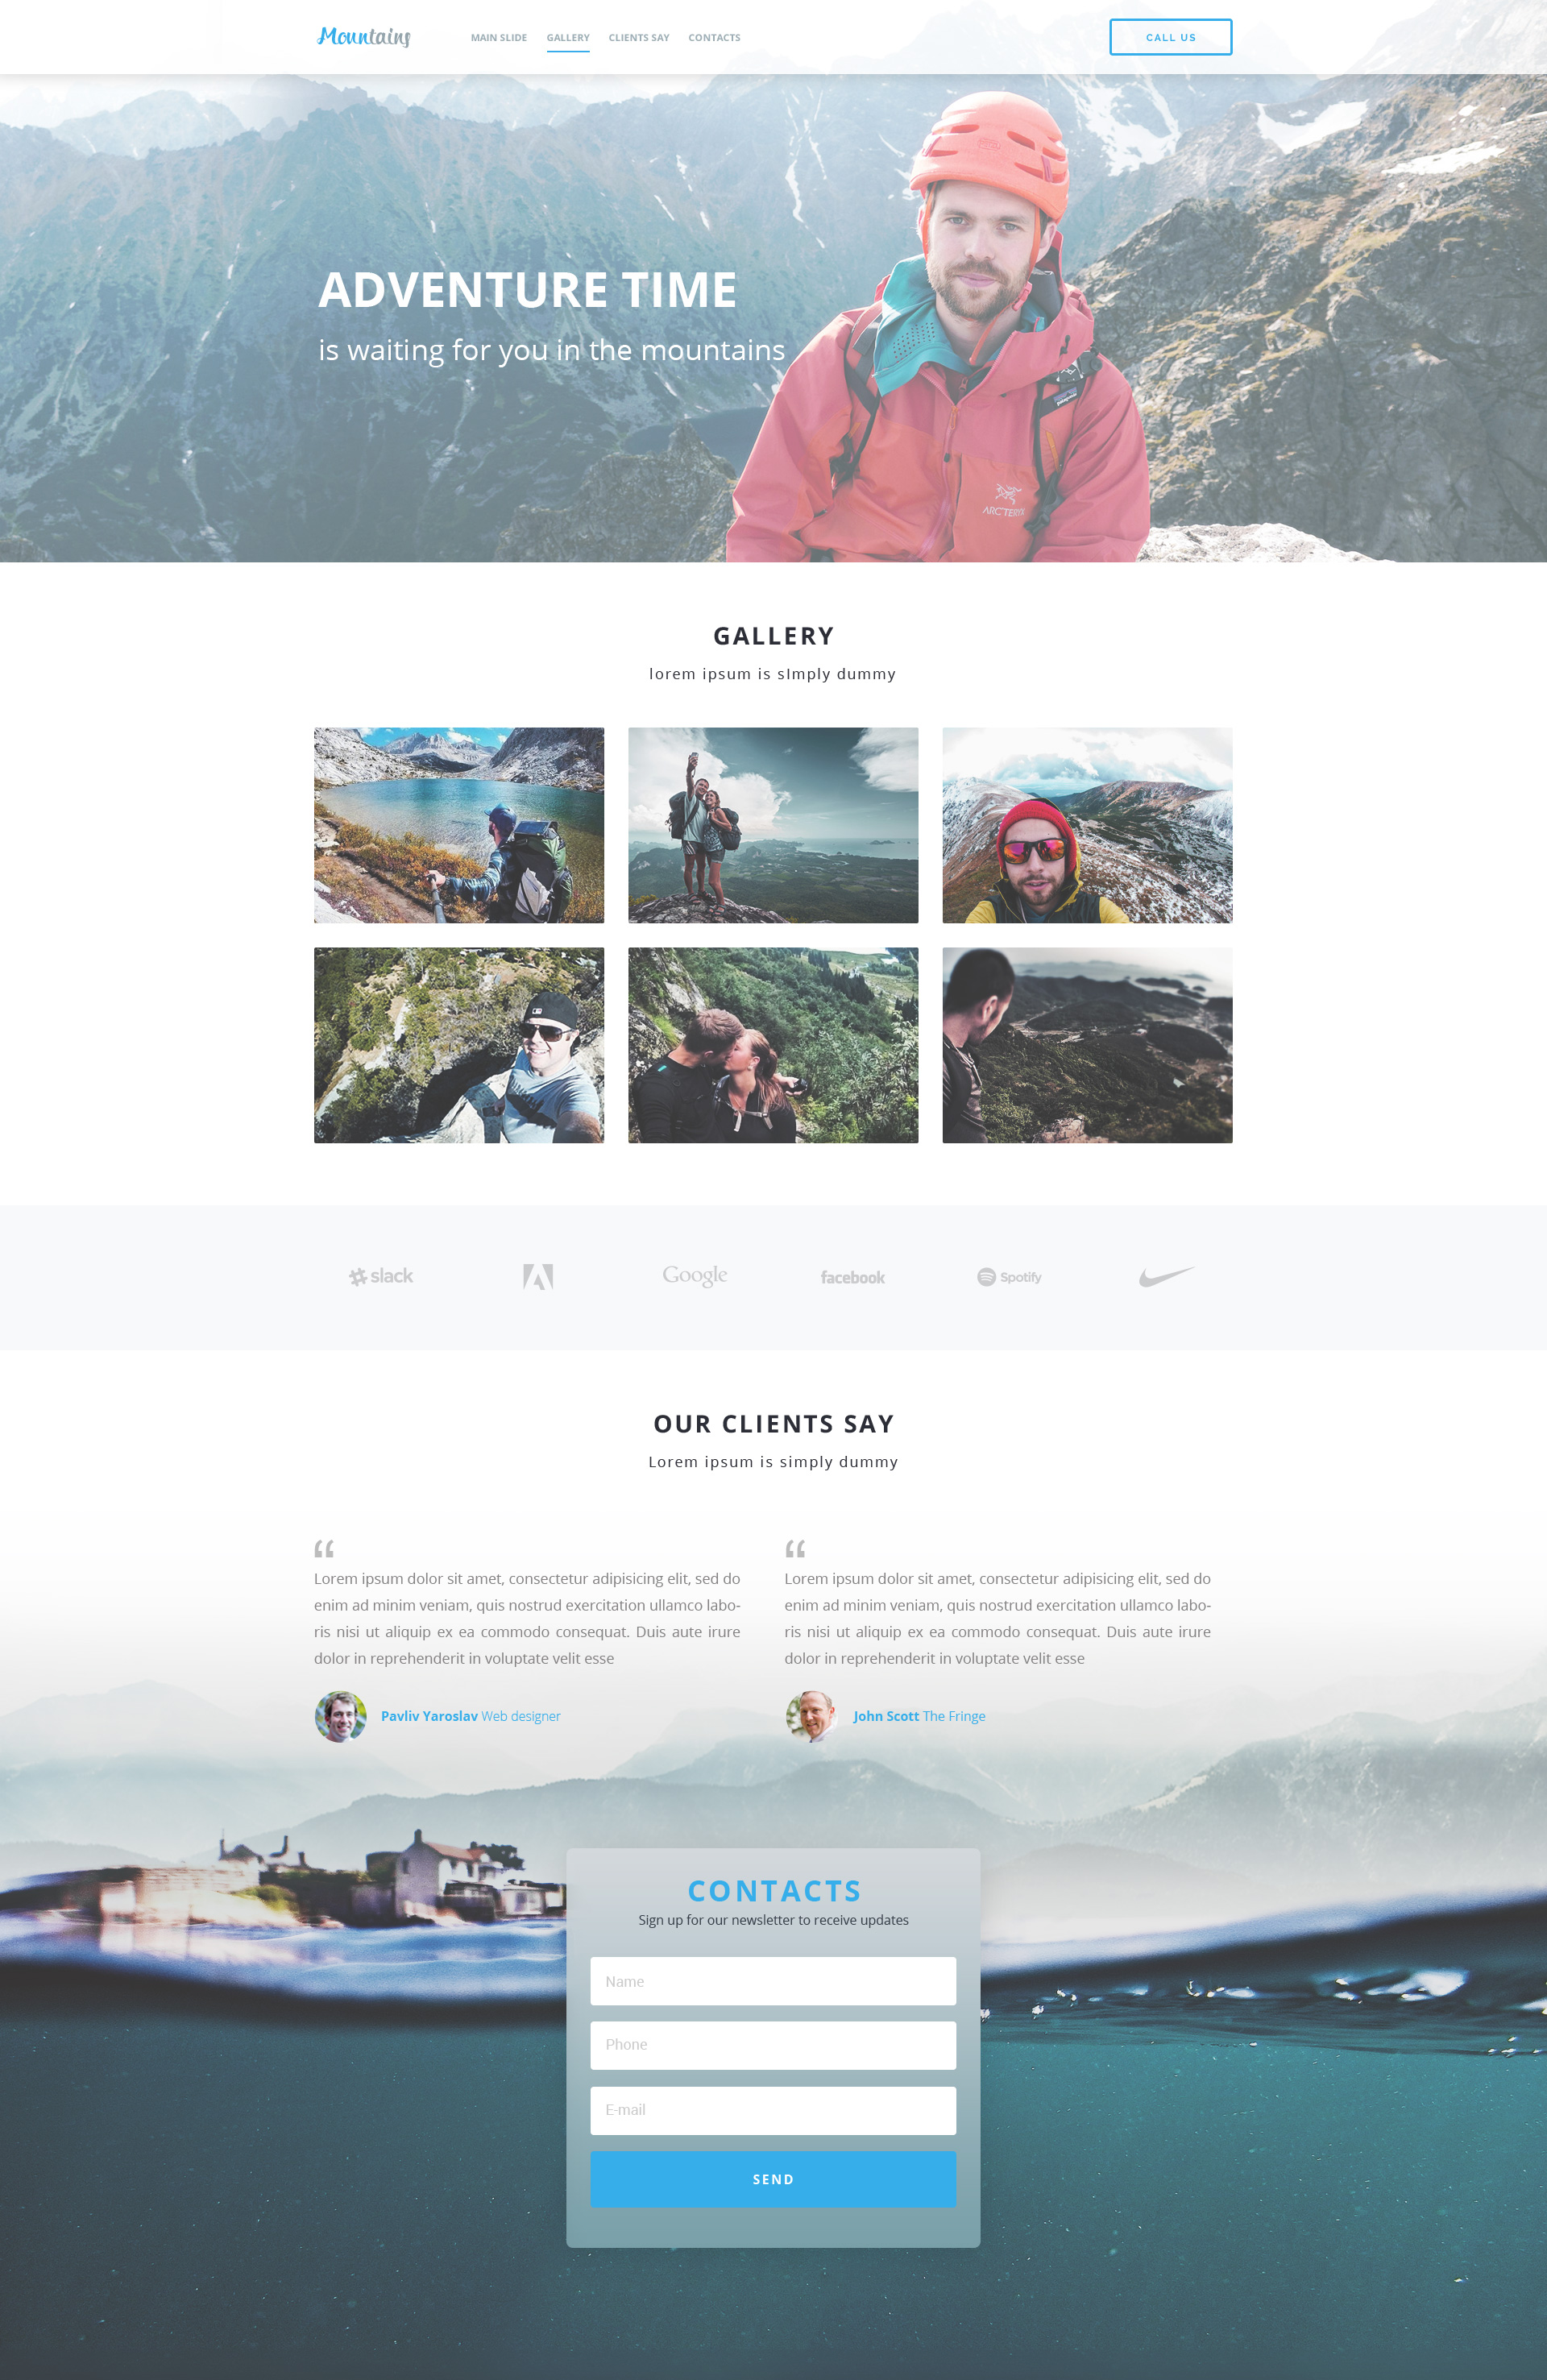 Mountains
MAIN SLIDE
GALLERY
CLIENTS SAY
CONTACTS
CALL US
ADVENTURE TIME
is waiting for you in the mountains
ARC'TERYX
GALLERY
lorem ipsum is sImply dummy
slack
Google
facebook
Spotify
OUR CLIENTS SAY
Lorem ipsum is simply dummy
“
Lorem ipsum dolor sit amet, consectetur adipisicing elit, sed do
enim ad minim veniam, quis nostrud exercitation ullamco labo-
ris nisi ut aliquip ex ea commodo consequat. Duis aute irure
dolor in reprehenderit in voluptate velit esse
Pavliv Yaroslav Web designer
“
Lorem ipsum dolor sit amet, consectetur adipisicing elit, sed do
enim ad minim veniam, quis nostrud exercitation ullamco labo-
ris nisi ut aliquip ex ea commodo consequat. Duis aute irure
dolor in reprehenderit in voluptate velit esse
John Scott The Fringe
CONTACTS
Sign up for our newsletter to receive updates
Name
Phone
E-mail
SEND